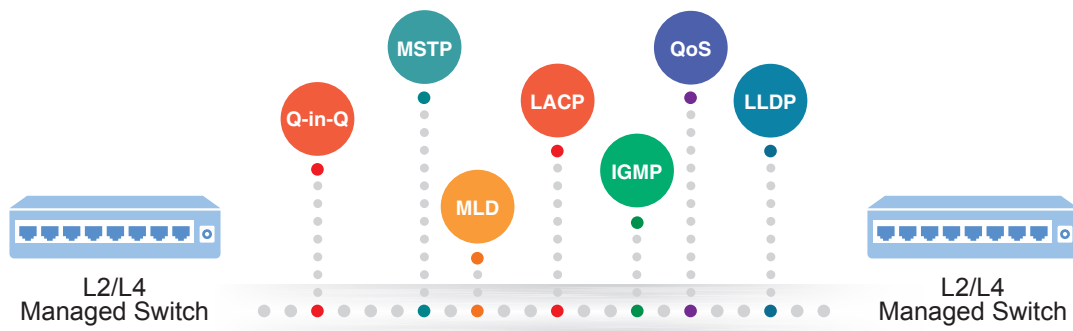 MSTP
QoS
Q-in-Q
LACP
LLDP
IGMP
MLD
L2/L4
Managed Switch
L2/L4
Managed Switch